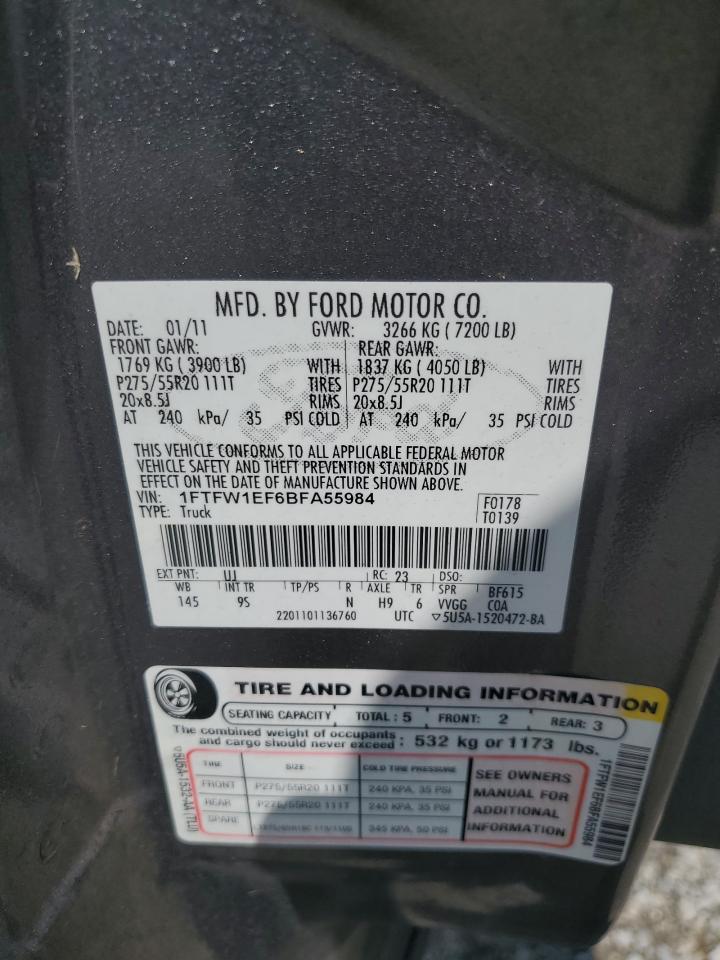 MFD. BY FORD MOTOR CO.
DATE: 01/11 GVWR: 3266 KG ( 7200 LB)
FRONT GAWR: REAR GAWR:
1769 KG ( 3900 LB) WITH 1837 KG ( 4050 LB) WITH
P275/55R20 111T TIRES P275/55R20 111T TIRES
20x8.5J RIMS 20x8.5J RIMS
AT 240 kPa/ 35 PSI COLD AT 240 kPa/ 35 PSI COLD
THIS VEHICLE CONFORMS TO ALL APPLICABLE FEDERAL MOTOR
VEHICLE SAFETY AND THEFT PREVENTION STANDARDS IN
EFFECT ON THE DATE OF MANUFACTURE SHOWN ABOVE.
VIN: 1FTFW1EF6BFA55984 F0178
TYPE: Truck T0139
EXT PNT: UJ RC: 23 DSO:
WB INT TR TP/PS R AXLE TR SPR BF615
145 9S N H9 6 VVGG COA
2201101136760 UTC ▽5U5A-1520472-BA
TIRE AND LOADING INFORMATION
SEATING CAPACITY TOTAL : 5 FRONT: 2 REAR: 3
The combined weight of occupants
and cargo should never exceed : 532 kg or 1173 lbs.
TIRE SIZE COLD TIRE PRESSURE
FRONT P275/55R20 111T 240 KPA, 35 PSI
REAR P275/55R20 111T 240 KPA, 35 PSI
SPARE 345 KPA, 50 PSI
SEE OWNERS
MANUAL FOR
ADDITIONAL
INFORMATION
1FTFW1EF6BFA55984